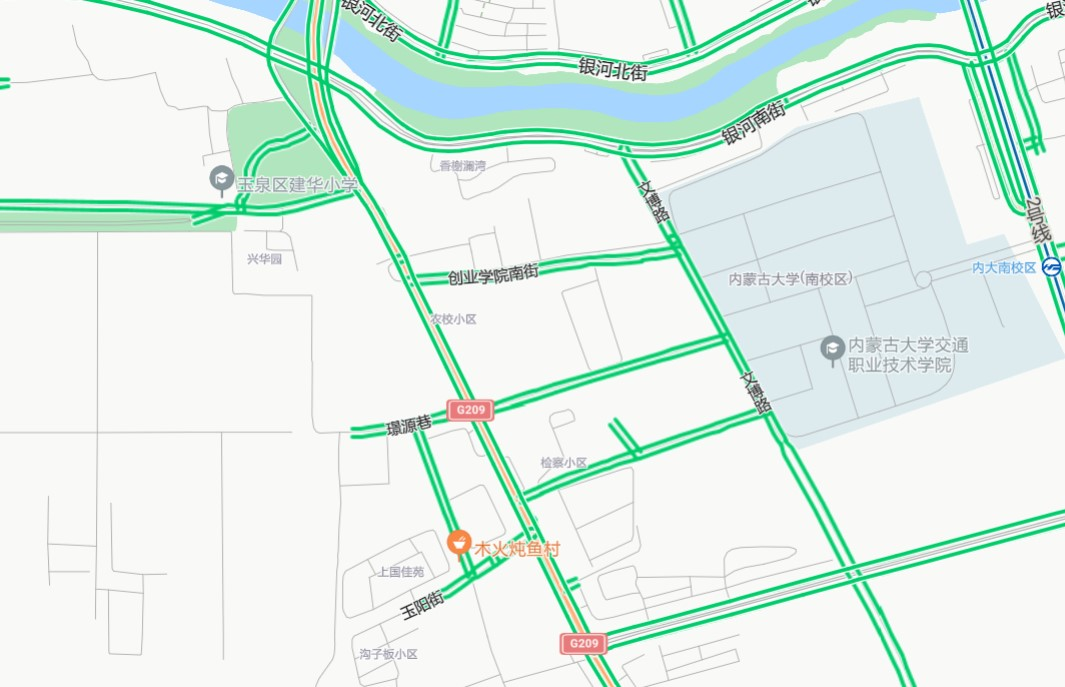 银河北街
银河北街
银河南街
香榭澜湾
玉泉区建华小学
文博路
2号线
兴华园
创业学院南街
内蒙古大学(南校区)
内大南校区
农校小区
内蒙古大学交通
职业技术学院
文博路
G209
璟源巷
检察小区
木火炖鱼村
上国佳苑
玉阳街
G209
沟子板小区